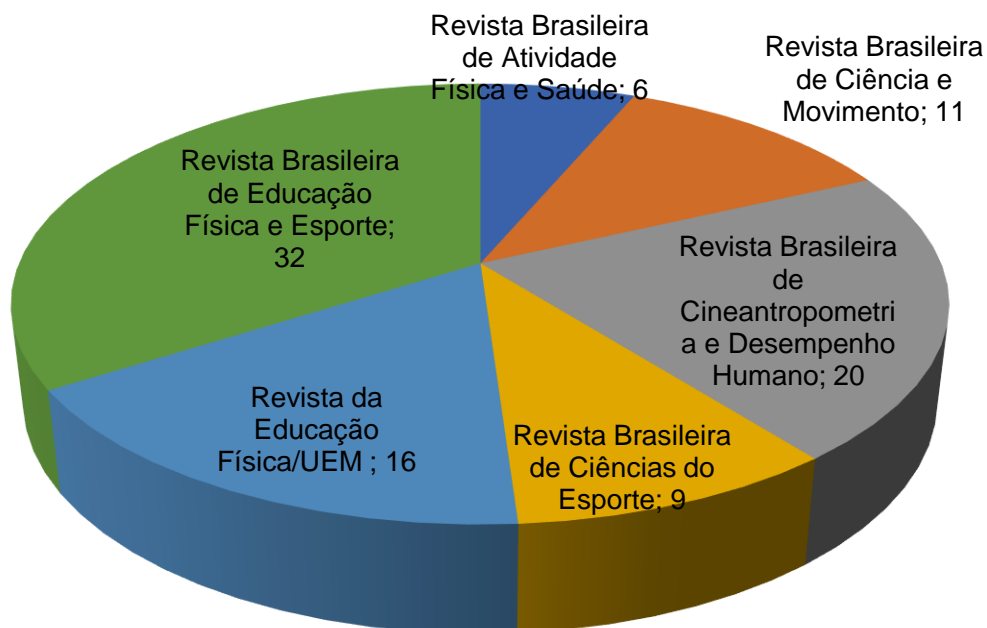 Revista Brasileira
de Atividade
Física e Saúde; 6
Revista Brasileira
de Ciência e
Movimento; 11
Revista Brasileira
de
Cineantropometri
a e Desempenho
Humano; 20
Revista Brasileira
de Ciências do
Esporte; 9
Revista da
Educação
Física/UEM ; 16
Revista Brasileira
de Educação
Física e Esporte;
32